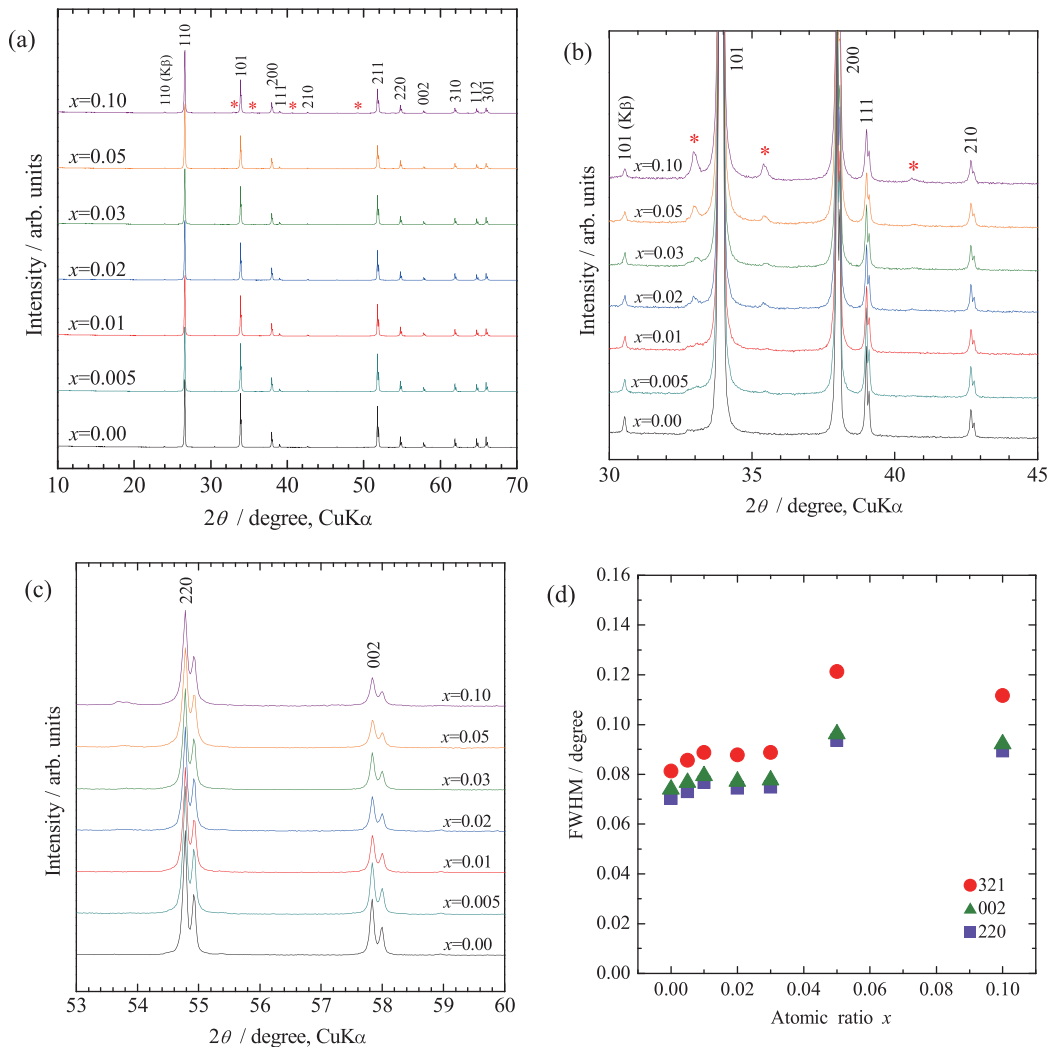 (a)
110
110 (Kβ)
101
200
111
210
211
220
002
310
112
301
* * * *
x=0.10
x=0.05
x=0.03
x=0.02
x=0.01
x=0.005
x=0.00
Intensity / arb. units
10 20 30 40 50 60 70
2θ / degree, CuKα
(b)
101 (Kβ)
101
200
111
210
* * *
x=0.10
x=0.05
x=0.03
x=0.02
x=0.01
x=0.005
x=0.00
Intensity / arb. units
30 35 40 45
2θ / degree, CuKα
(c)
220
002
x=0.10
x=0.05
x=0.03
x=0.02
x=0.01
x=0.005
x=0.00
Intensity / arb. units
53 54 55 56 57 58 59 60
2θ / degree, CuKα
(d)
0.16
0.14
0.12
0.10
0.08
0.06
0.04
0.02
0.00
FWHM / degree
321
002
220
0.00 0.02 0.04 0.06 0.08 0.10
Atomic ratio x